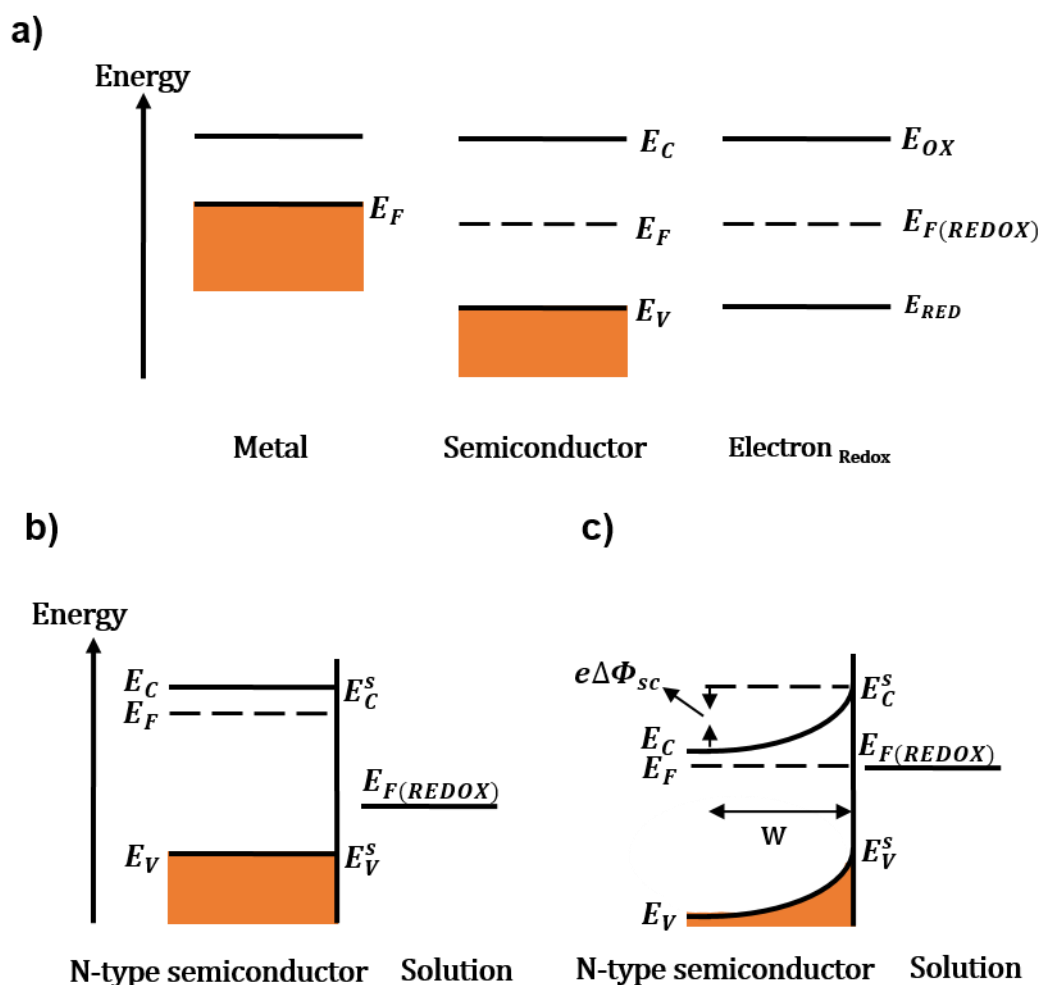 a)
Energy
E_C
E_OX
E_F
E_F
E_F(REDOX)
E_V
E_RED
Metal
Semiconductor
Electron Redox
b)
c)
Energy
E_C
E_C^s
E_F
E_F(REDOX)
E_V
E_V^s
N-type semiconductor
Solution
eΔΦ_sc
E_C^s
E_C
E_F(REDOX)
E_F
W
E_V^s
E_V
N-type semiconductor
Solution